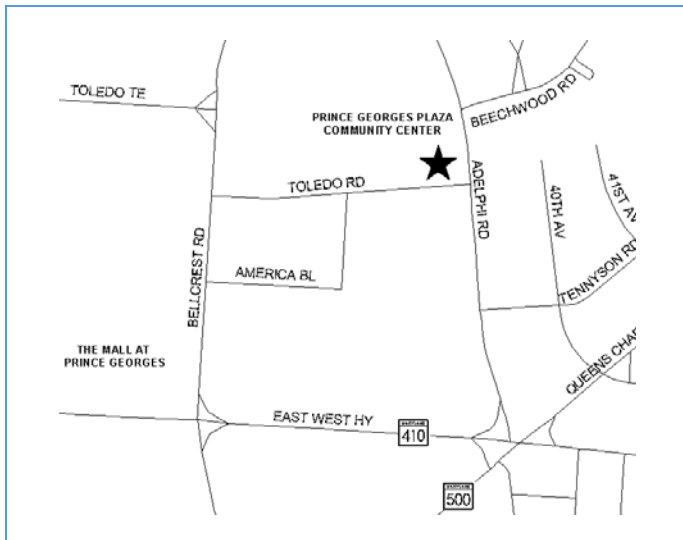 TOLEDO TE
PRINCE GEORGES PLAZA
COMMUNITY CENTER
BEECHWOOD RD
TOLEDO RD
ADELPHI RD
40TH AV
41ST AV
BELLCREST RD
AMERICA BL
TENNYSON RD
THE MALL AT
PRINCE GEORGES
QUEENS CHAP
EAST WEST HY
410
500